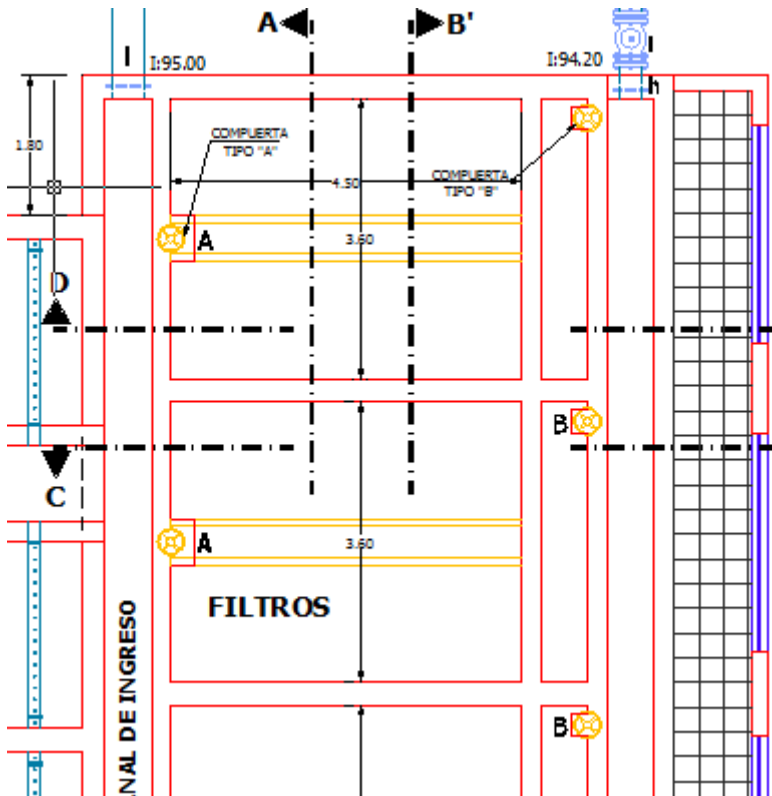 A B'
I I:95.00 I:94.20 I
h
1.80
COMPUERTA
TIPO "A"
COMPUERTA
TIPO "B"
4.50
A
3.60
D
B
C
A
3.60
FILTROS
NAL DE INGRESO
B